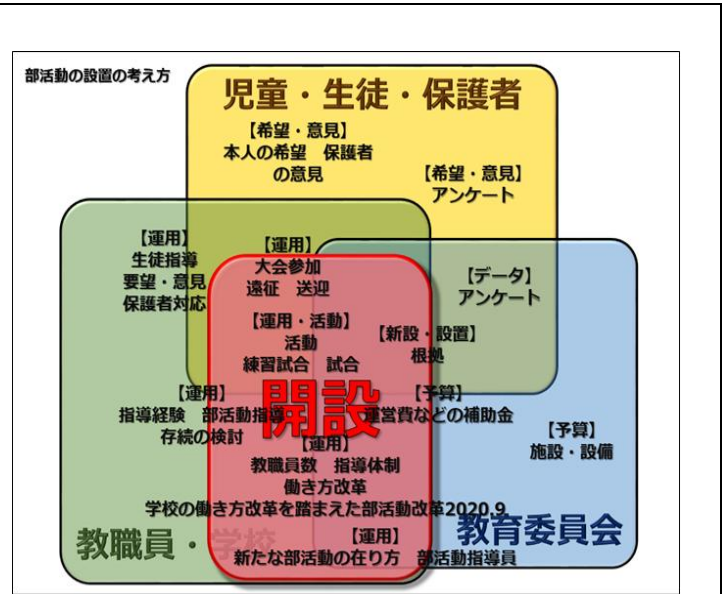 部活動の設置の考え方
児童・生徒・保護者
【希望・意見】
本人の希望　保護者
の意見
【希望・意見】
アンケート
【運用】
生徒指導
要望・意見
保護者対応
【運用】
大会参加
遠征　送迎
【データ】
アンケート
【運用・活動】
活動
練習試合　試合
【新設・設置】
根拠
【運用】
指導経験　部活動指導
存続の検討
開設
【予算】
運営費などの補助金
【予算】
施設・設備
【運用】
教職員数　指導体制
働き方改革
学校の働き方改革を踏まえた部活動改革2020.9
教職員・学校
教育委員会
【運用】
新たな部活動の在り方　部活動指導員